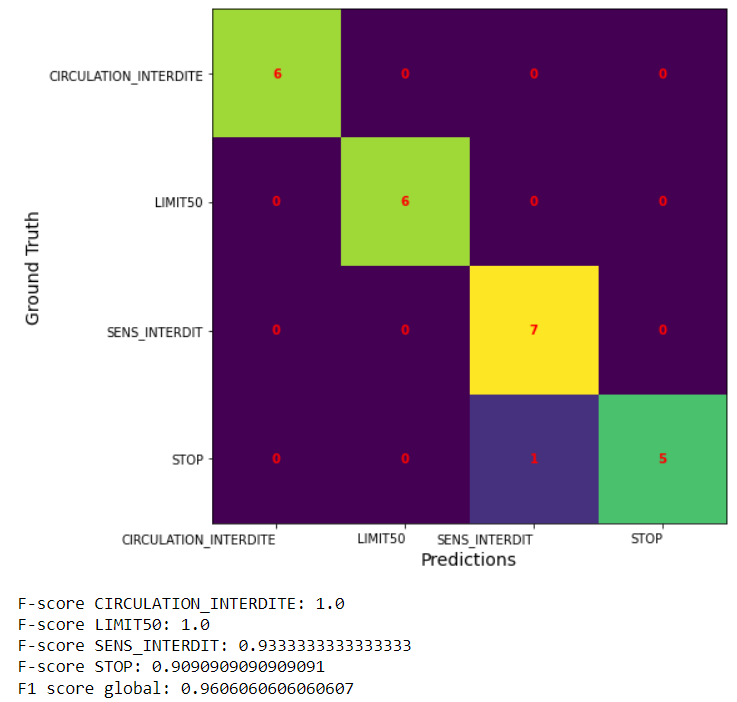 CIRCULATION_INTERDITE 6 0 0 0
LIMIT50 0 6 0 0
Ground Truth
SENS_INTERDIT 0 0 7 0
STOP 0 0 1 5
CIRCULATION_INTERDITE LIMIT50 SENS_INTERDIT STOP
Predictions
F-score CIRCULATION_INTERDITE: 1.0
F-score LIMIT50: 1.0
F-score SENS_INTERDIT: 0.9333333333333333
F-score STOP: 0.9090909090909091
F1 score global: 0.9606060606060607